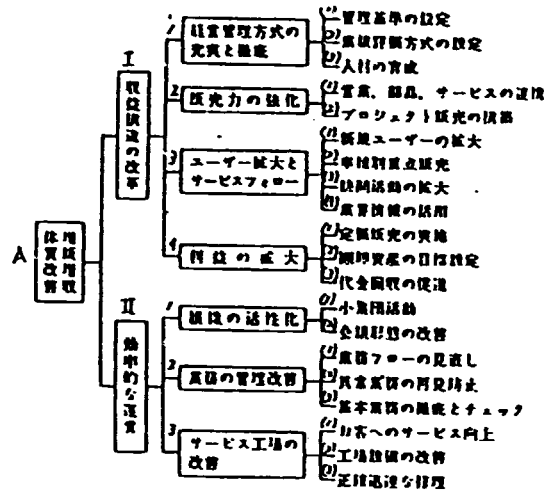 A
増販増収
体質改善
I
収益構造の改革
1
経営管理方式の
充実と徹底
(1) 管理基準の設定
(2) 業績評価方式の設定
(3) 人材の育成
2
販売力の強化
(1) 営業、部品、サービスの連携
(2) プロジェクト販売の
3
ユーザー拡大と
サービスフォロー
(1) 新規ユーザーの拡大
(2) 車種別重点販売
(3) 訪問活動の拡大
(4) 業界情報の活用
4
利益の拡大
(1) 定価販売の実施
(2) 資産の目標設定
(3) 代金回収の促進
II
効率的な運営
1
組織の活性化
(1) 小集団活動
(2) 会議形態の改善
2
業務の管理改善
(1) 業務フローの見直し
(2) 異常業務の再発防止
(3) 基本業務の徹底とチェック
3
サービス工場の
改善
(1) お客へのサービス向上
(2) 工場設備の改善
(3) 正確迅速な修理